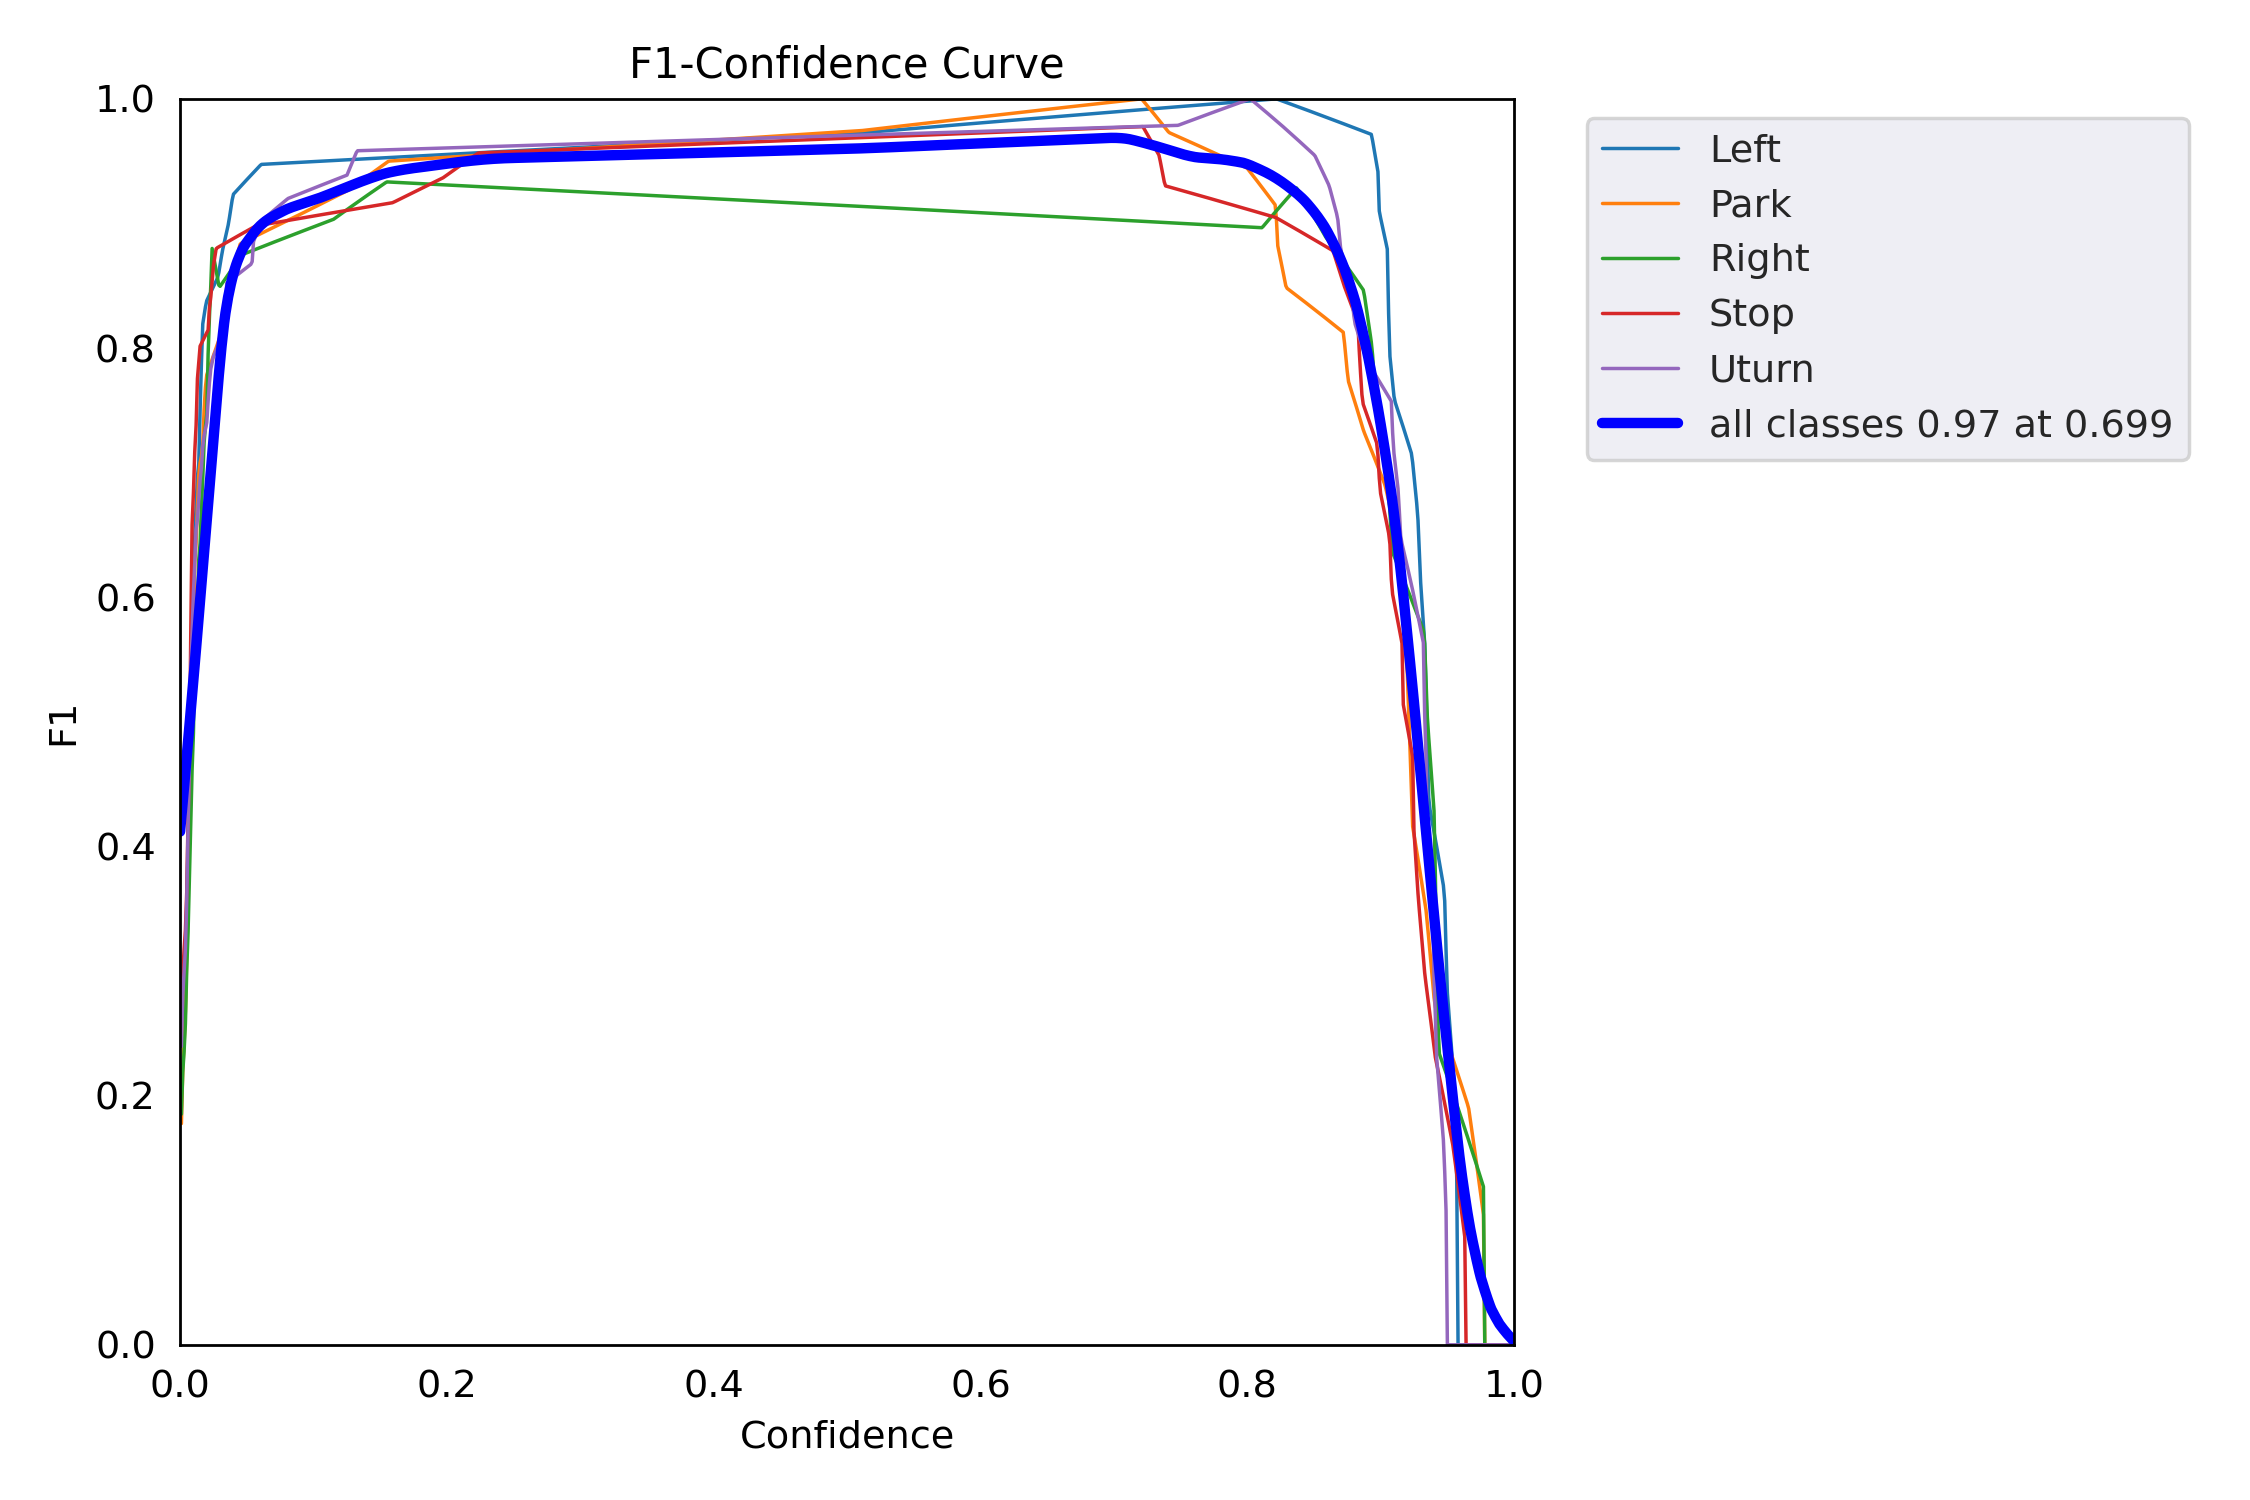 F1-Confidence Curve
1.0
0.8
0.6
0.4
0.2
0.0
F1
0.0 0.2 0.4 0.6 0.8 1.0
Confidence
Left
Park
Right
Stop
Uturn
all classes 0.97 at 0.699